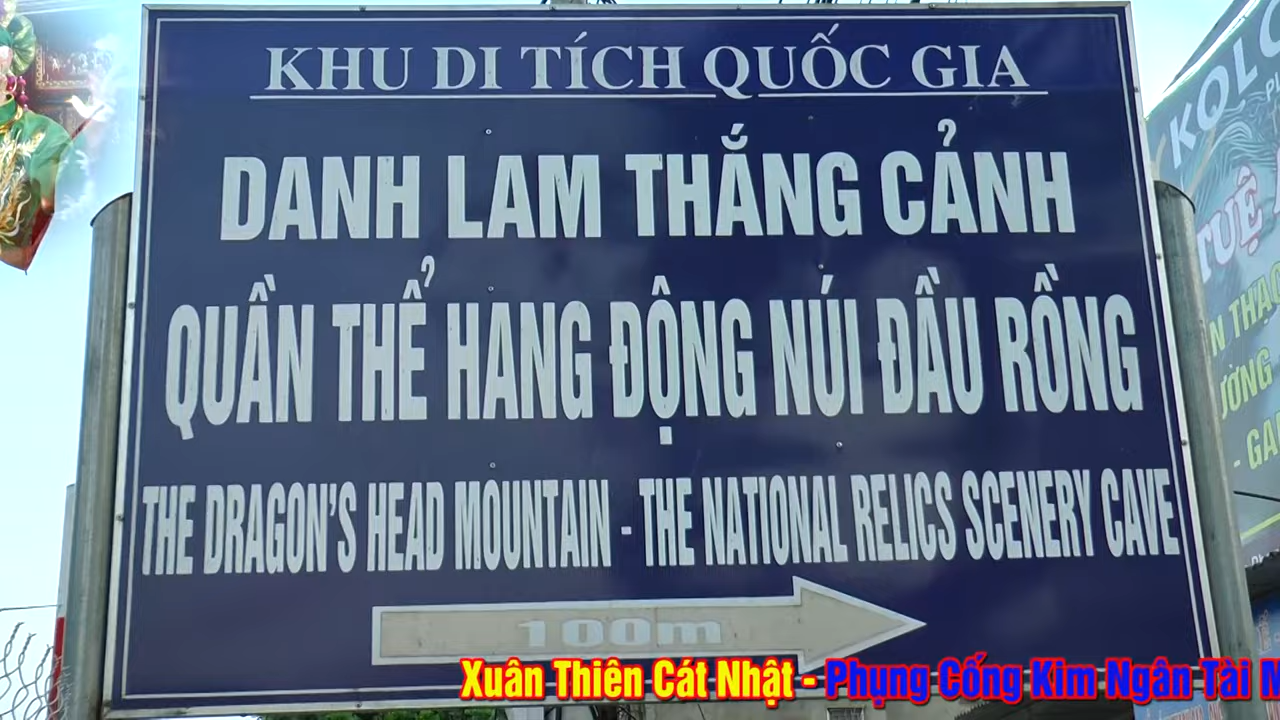 KHU DI TÍCH QUỐC GIA
DANH LAM THẮNG CẢNH
QUẦN THỂ HANG ĐỘNG NÚI ĐẦU RỒNG
THE DRAGON'S HEAD MOUNTAIN - THE NATIONAL RELICS SCENERY CAVE
100m
Xuân Thiên Cát Nhật - Phụng Cống Kim Ngân Tài
TUỆ